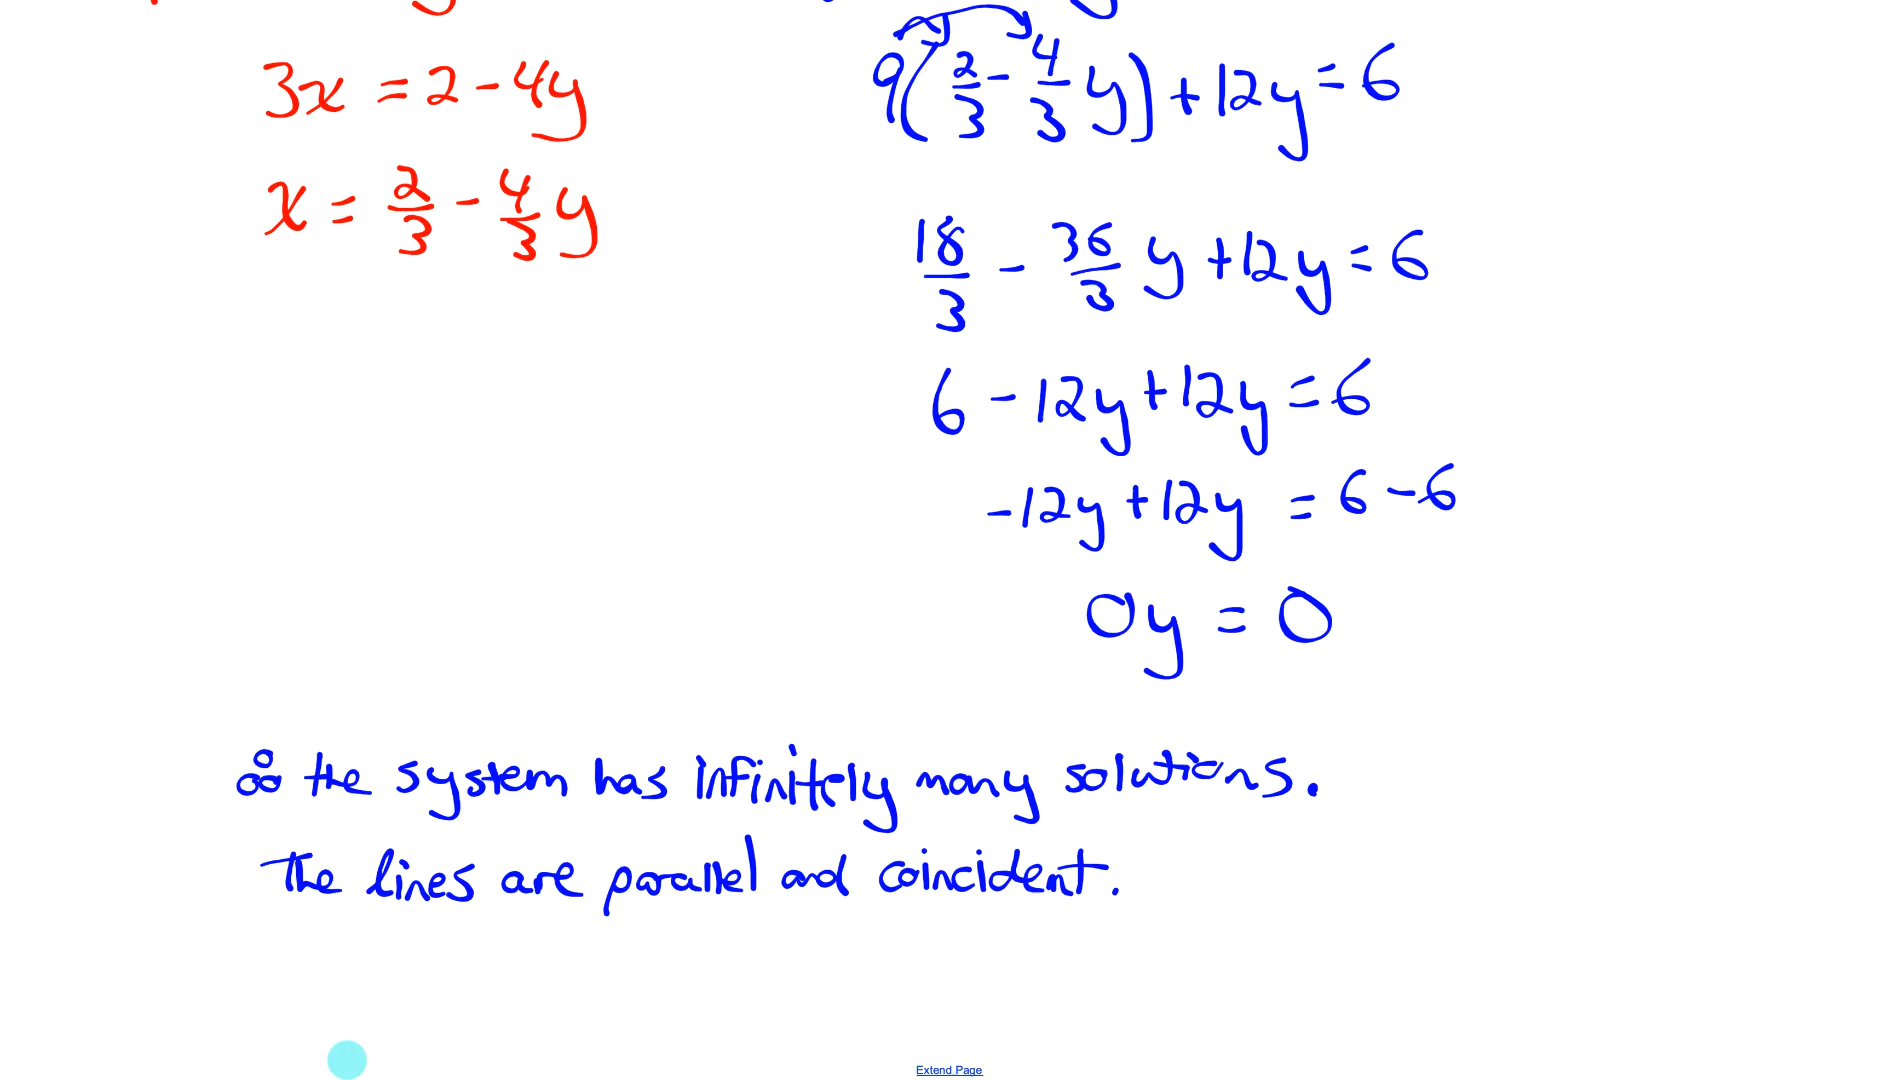 3x = 2 - 4y
x = 2/3 - 4/3 y
9(2/3 - 4/3 y) + 12y = 6
18/3 - 36/3 y + 12y = 6
6 - 12y + 12y = 6
-12y + 12y = 6 - 6
0y = 0
∴ the system has infinitely many solutions.
The lines are parallel and coincident.
Extend Page